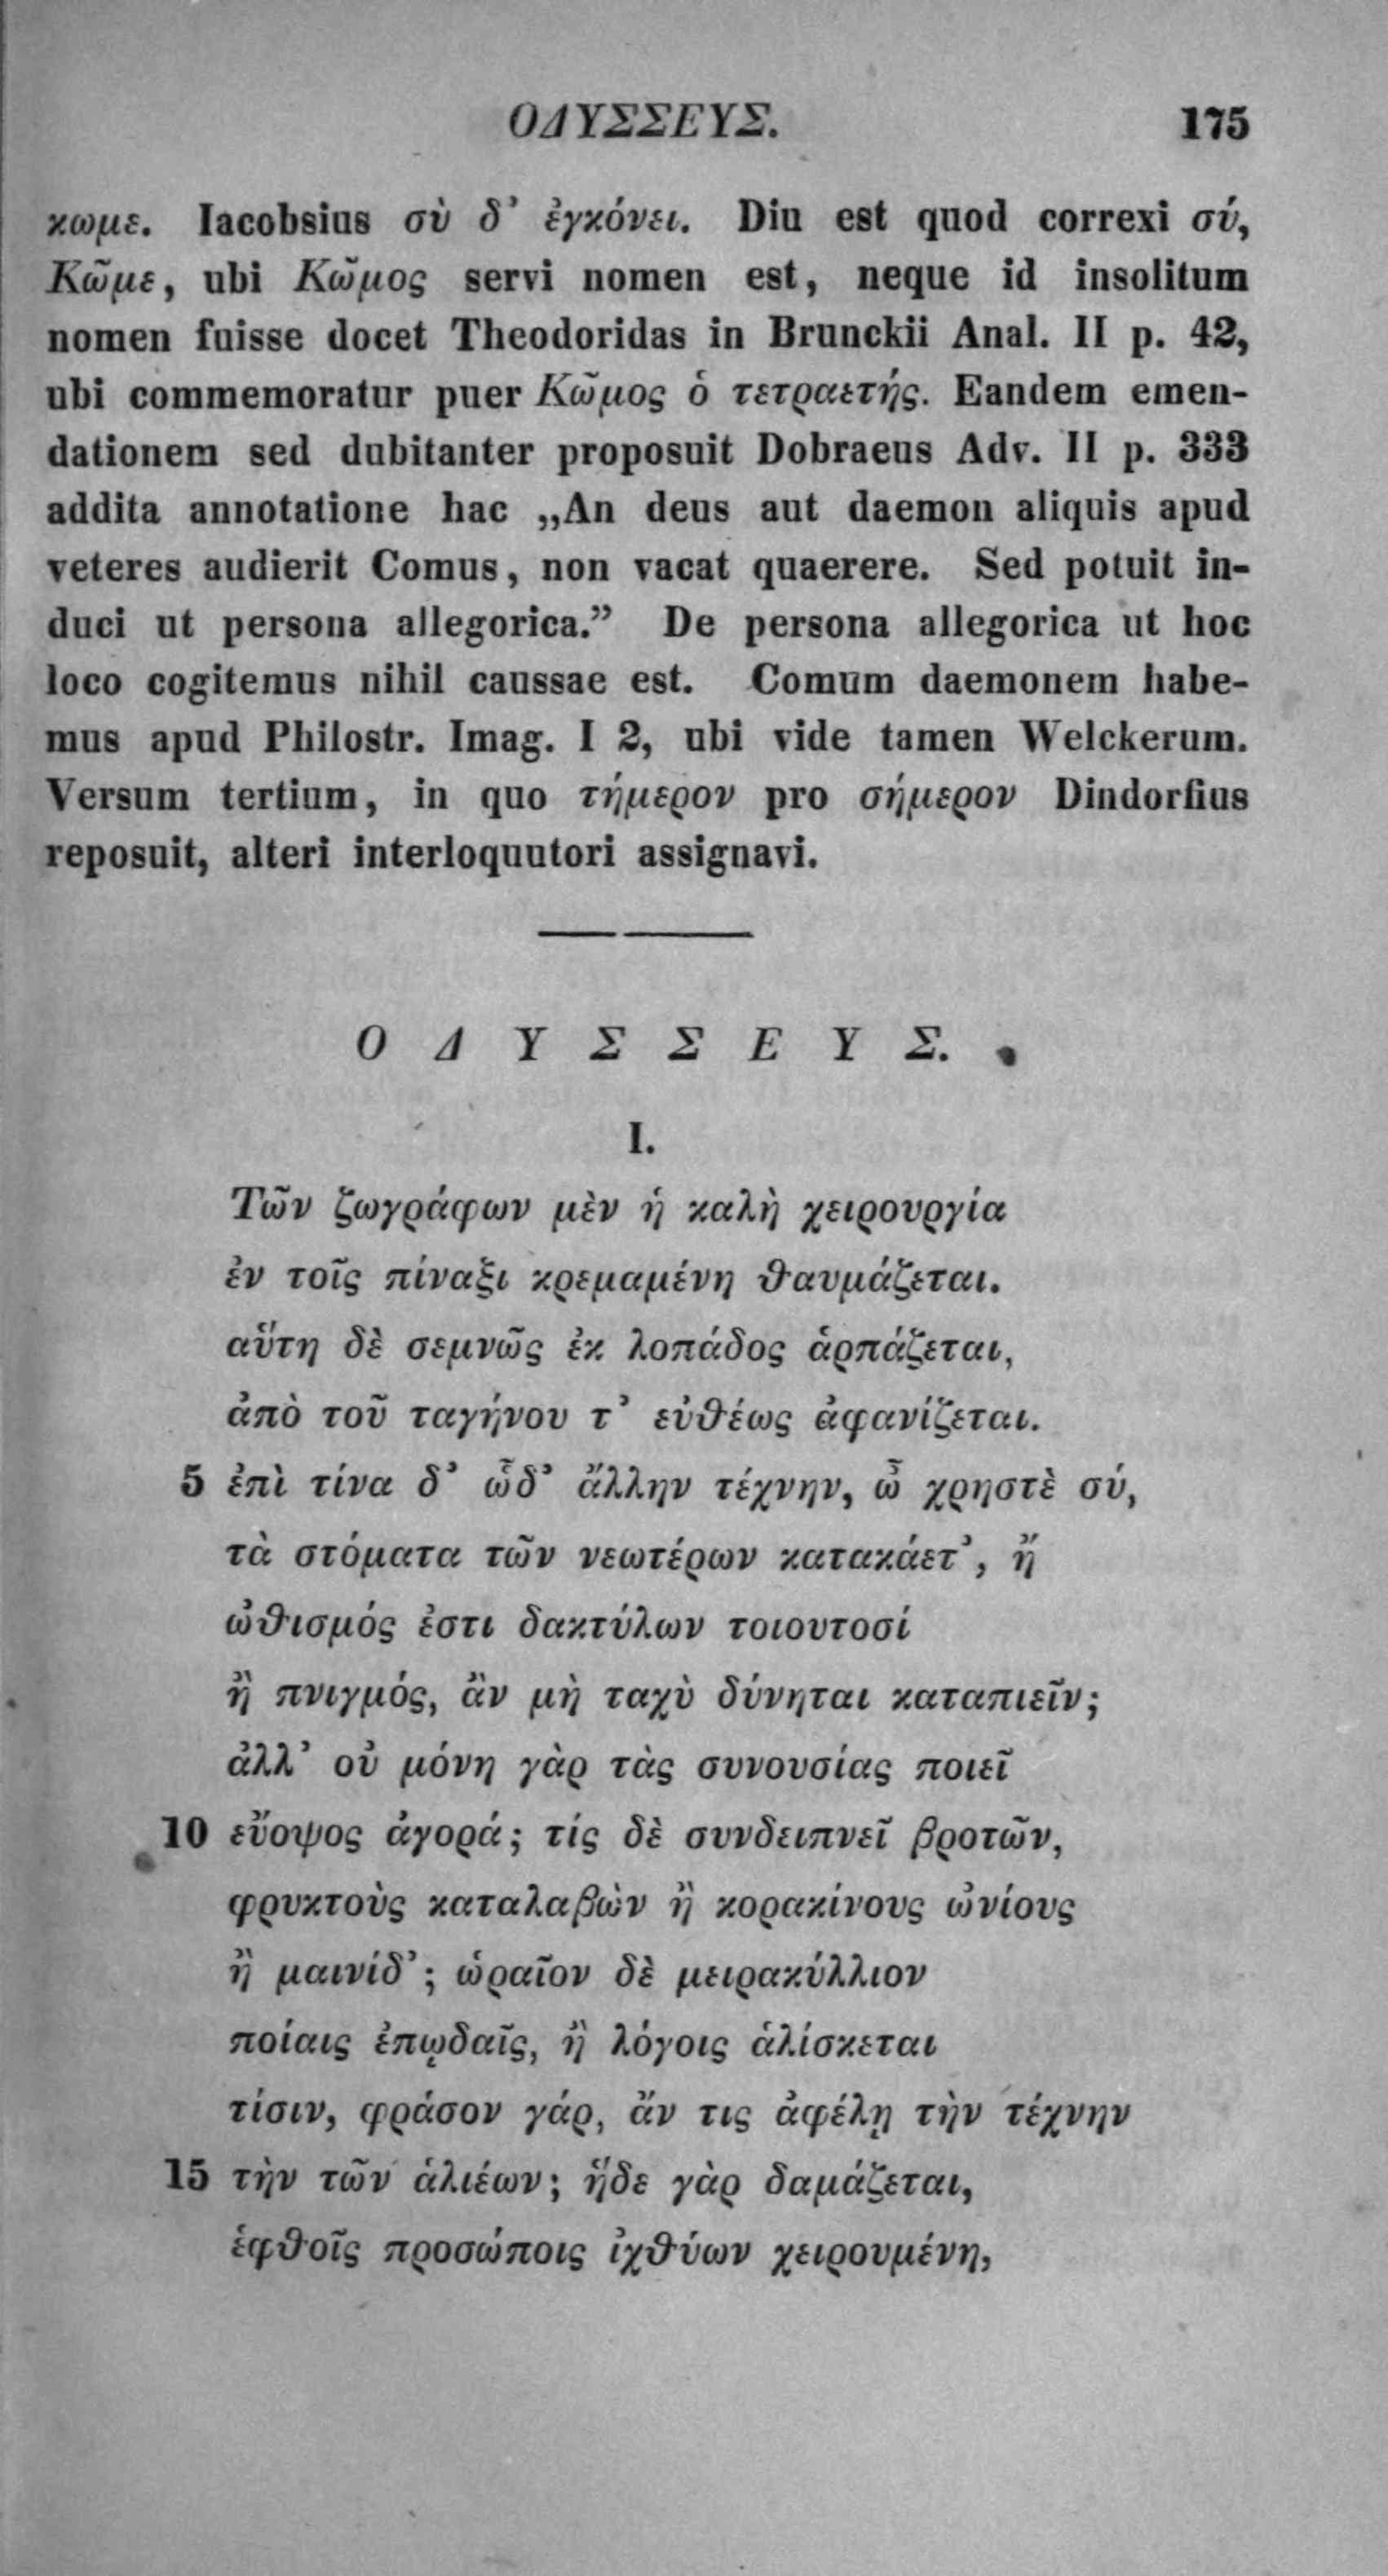 ΟΔΥΣΣΕΥΣ. 175
κωμε. Iacobsius σὺ δ᾽ ἐγκόνει. Diu est quod correxi σύ,
Κῶμε, ubi Κῶμος servi nomen est, neque id insolitum
nomen fuisse docet Theodoridas in Brunckii Anal. II p. 42,
ubi commemoratur puer Κῶμος ὁ τετραετής. Eandem emen-
dationem sed dubitanter proposuit Dobraeus Adv. II p. 333
addita annotatione hac „An deus aut daemon aliquis apud
veteres audierit Comus, non vacat quaerere. Sed potuit in-
duci ut persona allegorica.” De persona allegorica ut hoc
loco cogitemus nihil caussae est. Comum daemonem habe-
mus apud Philostr. Imag. I 2, ubi vide tamen Welckerum.
Versum tertium, in quo τήμερον pro σήμερον Dindorfius
reposuit, alteri interloquutori assignavi.
Ο Δ Υ Σ Σ Ε Υ Σ.
I.
Τῶν ζωγράφων μὲν ἡ καλὴ χειρουργία
ἐν τοῖς πίναξι κρεμαμένη θαυμάζεται.
αὕτη δὲ σεμνῶς ἐκ λοπάδος ἁρπάζεται,
ἀπὸ τοῦ ταγήνου τ᾽ εὐθέως ἀφανίζεται.
5 ἐπὶ τίνα δ᾽ ὧδ᾽ ἄλλην τέχνην, ὦ χρηστὲ σύ,
τὰ στόματα τῶν νεωτέρων κατακάετ᾽, ἤ
ὠθισμός ἐστι δακτύλων τοιουτοσί
ἢ πνιγμός, ἂν μὴ ταχὺ δύνηται καταπιεῖν;
ἀλλ᾽ οὐ μόνη γὰρ τὰς συνουσίας ποιεῖ
10 εὔοψος ἀγορά; τίς δὲ συνδειπνεῖ βροτῶν,
φρυκτοὺς καταλαβὼν ἢ κορακίνους ὠνίους
ἢ μαινίδ᾽; ὡραῖον δὲ μειρακύλλιον
ποίαις ἐπῳδαῖς, ἢ λόγοις ἁλίσκεται
τίσιν, φράσον γάρ, ἄν τις ἀφέλῃ τὴν τέχνην
15 τὴν τῶν ἁλιέων; ἥδε γὰρ δαμάζεται,
ἑφθοῖς προσώποις ἰχθύων χειρουμένη,